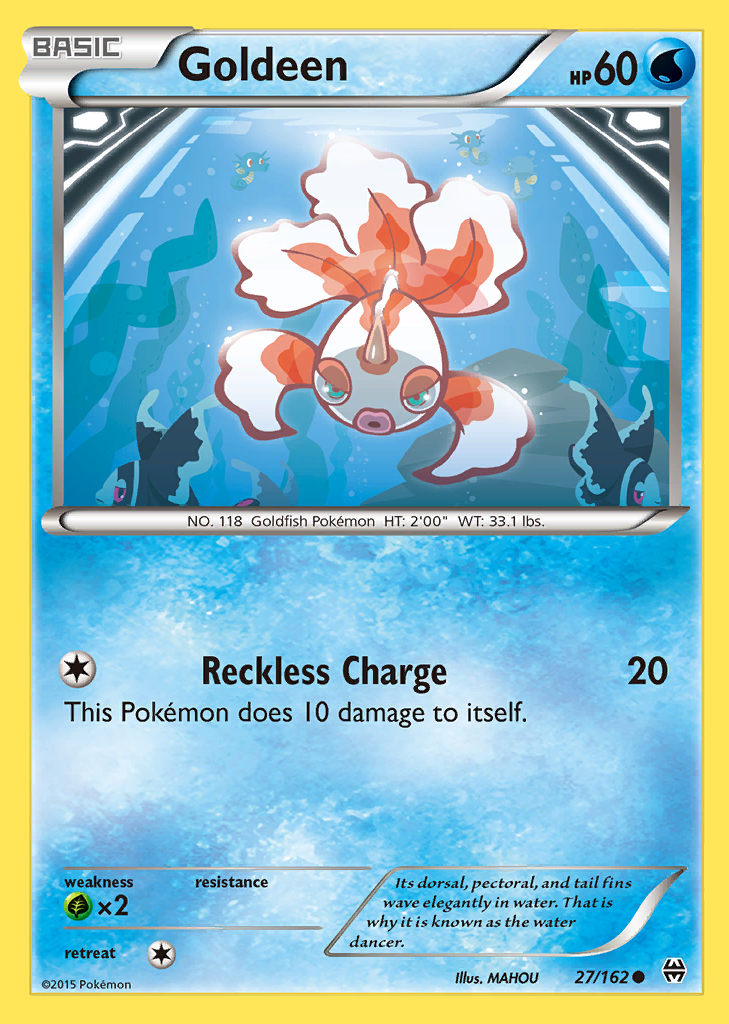 BASIC
Goldeen
HP60
NO. 118 Goldfish Pokémon HT: 2'00" WT: 33.1 lbs.
Reckless Charge 20
This Pokémon does 10 damage to itself.
weakness resistance
×2
retreat
Its dorsal, pectoral, and tail fins
wave elegantly in water. That is
why it is known as the water
dancer.
Illus. MAHOU 27/162
©2015 Pokémon